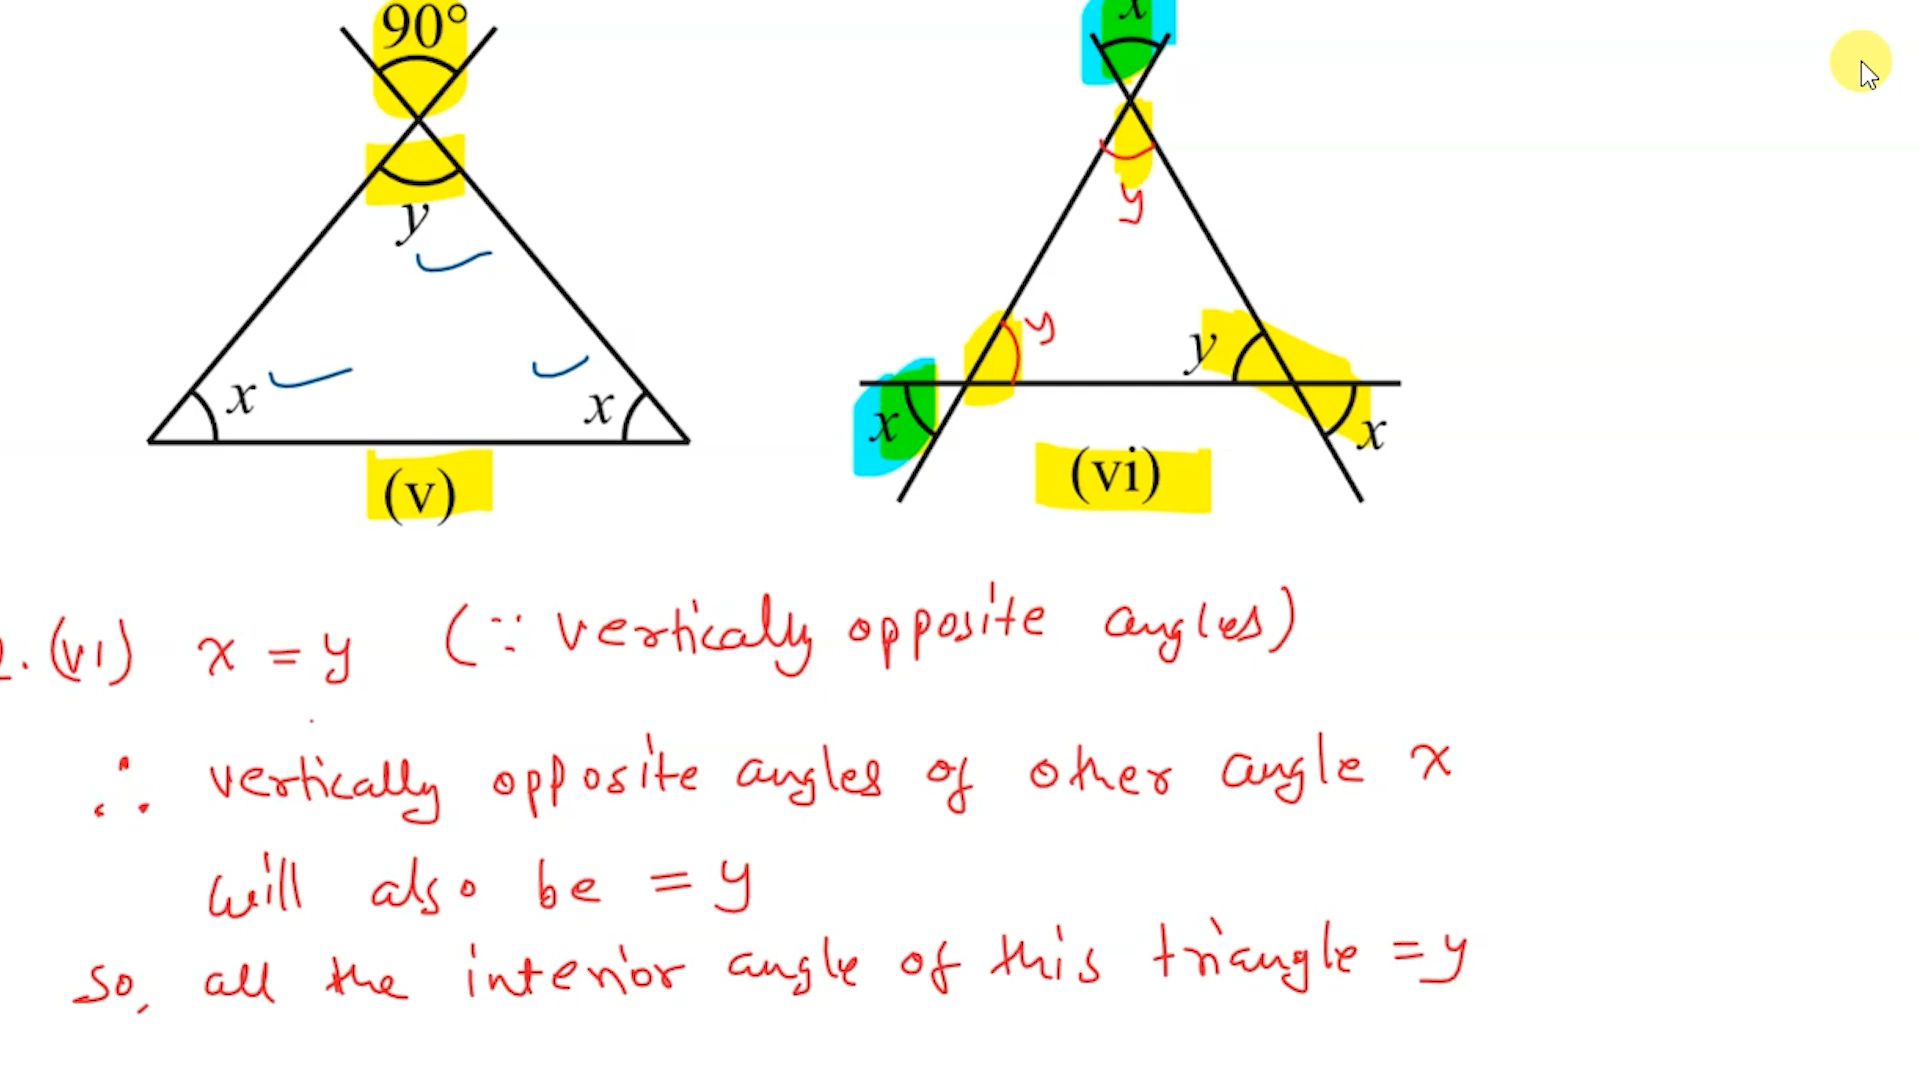 90°
x
y
y
y
y
x
x
x
x
(v)
(vi)
(vi) x = y (∵ vertically opposite angles)
∴ vertically opposite angles of other angle x
will also be = y
so, all the interior angle of this triangle = y